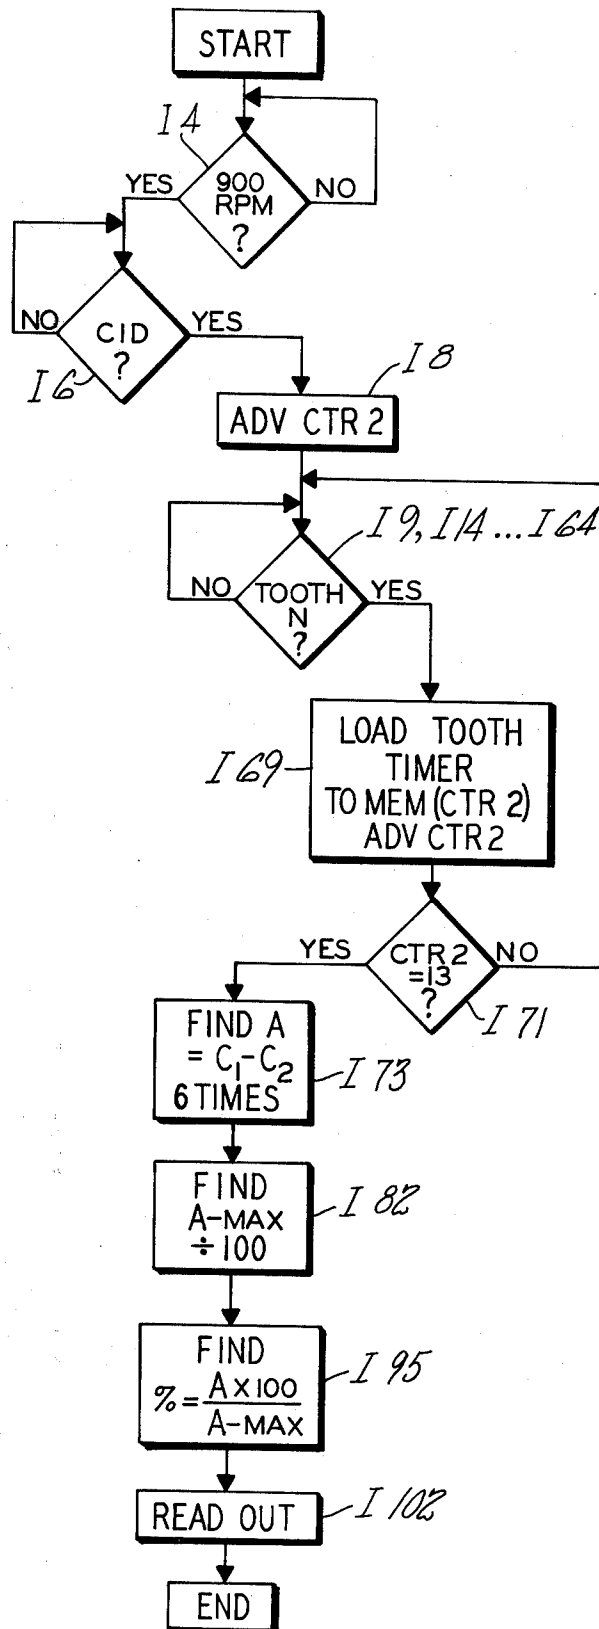 START
I4
900
RPM
?
YES
NO
CID
?
NO
YES
I6
I8
ADV CTR 2
I9, I14 ... I64
TOOTH
N
?
NO
YES
LOAD TOOTH
TIMER
TO MEM (CTR 2)
ADV CTR 2
I69
CTR 2
=13
?
YES
NO
I71
FIND A
= C₁-C₂
6 TIMES
I73
FIND
A-MAX
÷ 100
I82
FIND
% = A X 100
A-MAX
I95
READ OUT
I102
END